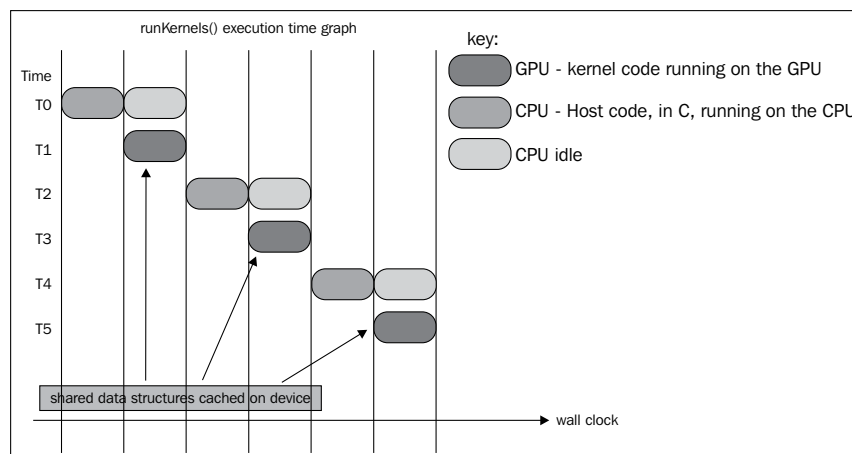 runKernels() execution time graph
key:
GPU - kernel code running on the GPU
CPU - Host code, in C, running on the CPU
CPU idle
Time
T0
T1
T2
T3
T4
T5
shared data structures cached on device
wall clock